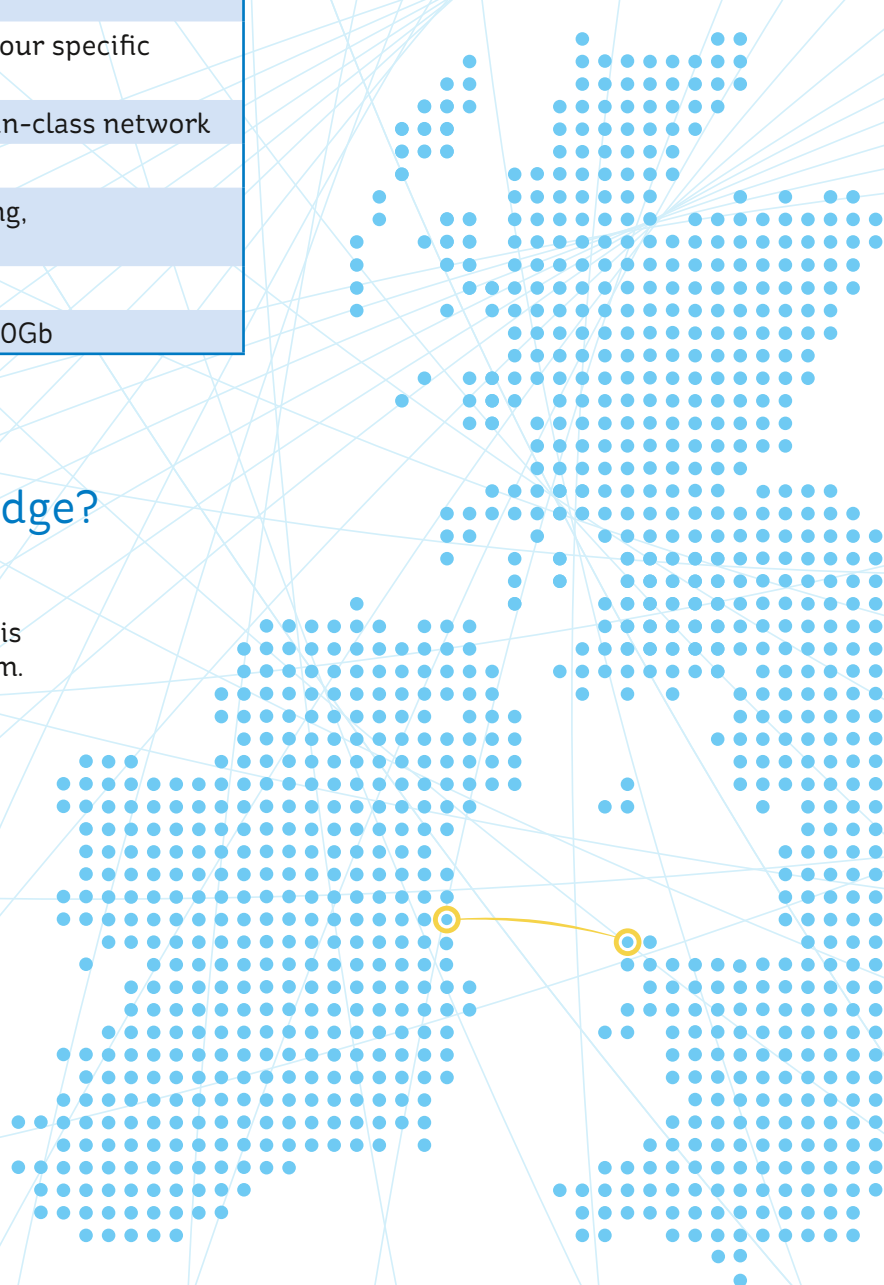 our specific
n-class network
ng,
0Gb
dge?
is
m.